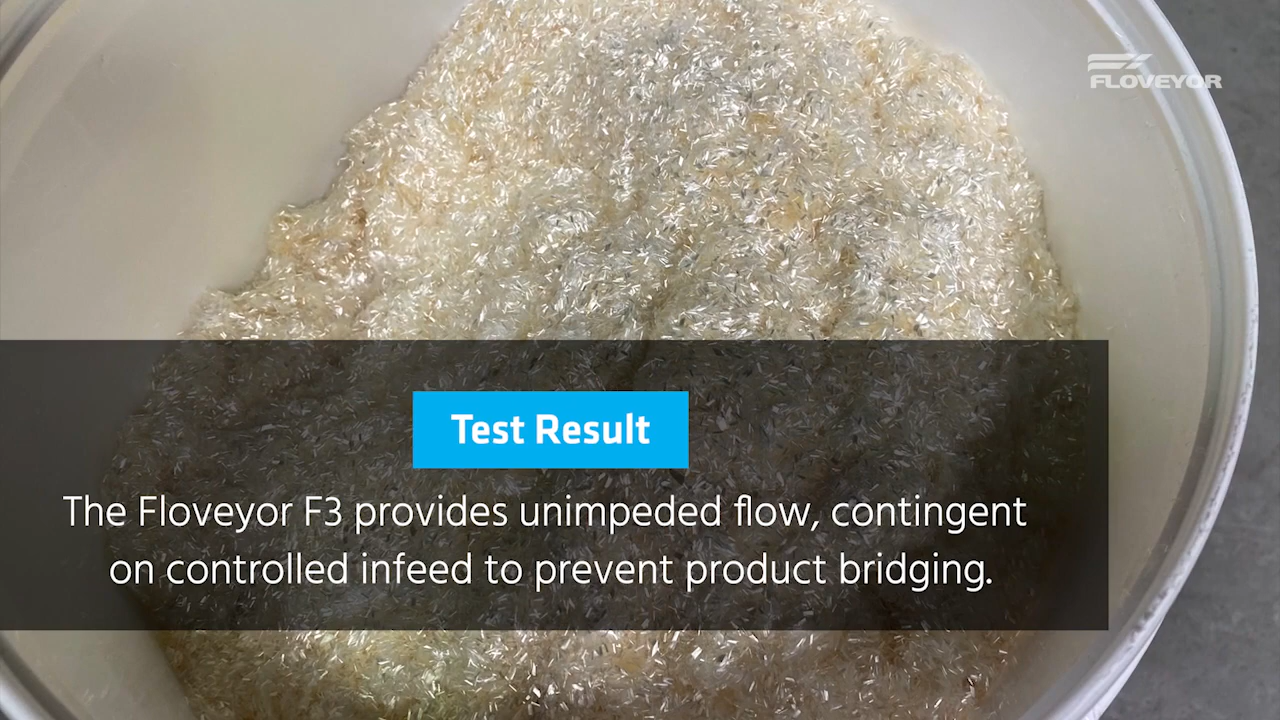 FLOVEYOR
Test Result
The Floveyor F3 provides unimpeded flow, contingent
on controlled infeed to prevent product bridging.